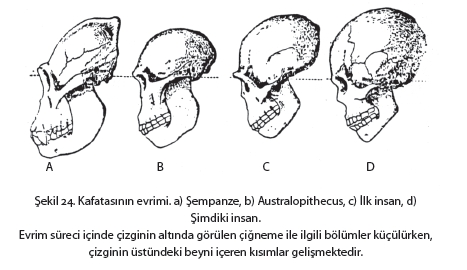 A B C D
Şekil 24. Kafatasının evrimi. a) Şempanze, b) Australopithecus, c) İlk insan, d)
Şimdiki insan.
Evrim süreci içinde çizginin altında görülen çiğneme ile ilgili bölümler küçülürken,
çizginin üstündeki beyni içeren kısımlar gelişmektedir.